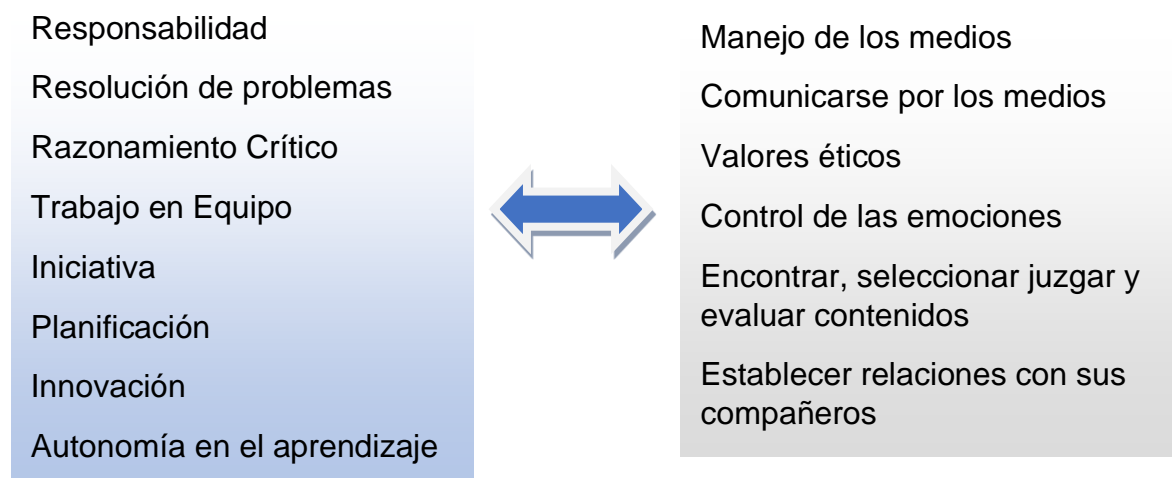 Responsabilidad
Resolución de problemas
Razonamiento Crítico
Trabajo en Equipo
Iniciativa
Planificación
Innovación
Autonomía en el aprendizaje
Manejo de los medios
Comunicarse por los medios
Valores éticos
Control de las emociones
Encontrar, seleccionar juzgar y
evaluar contenidos
Establecer relaciones con sus
compañeros